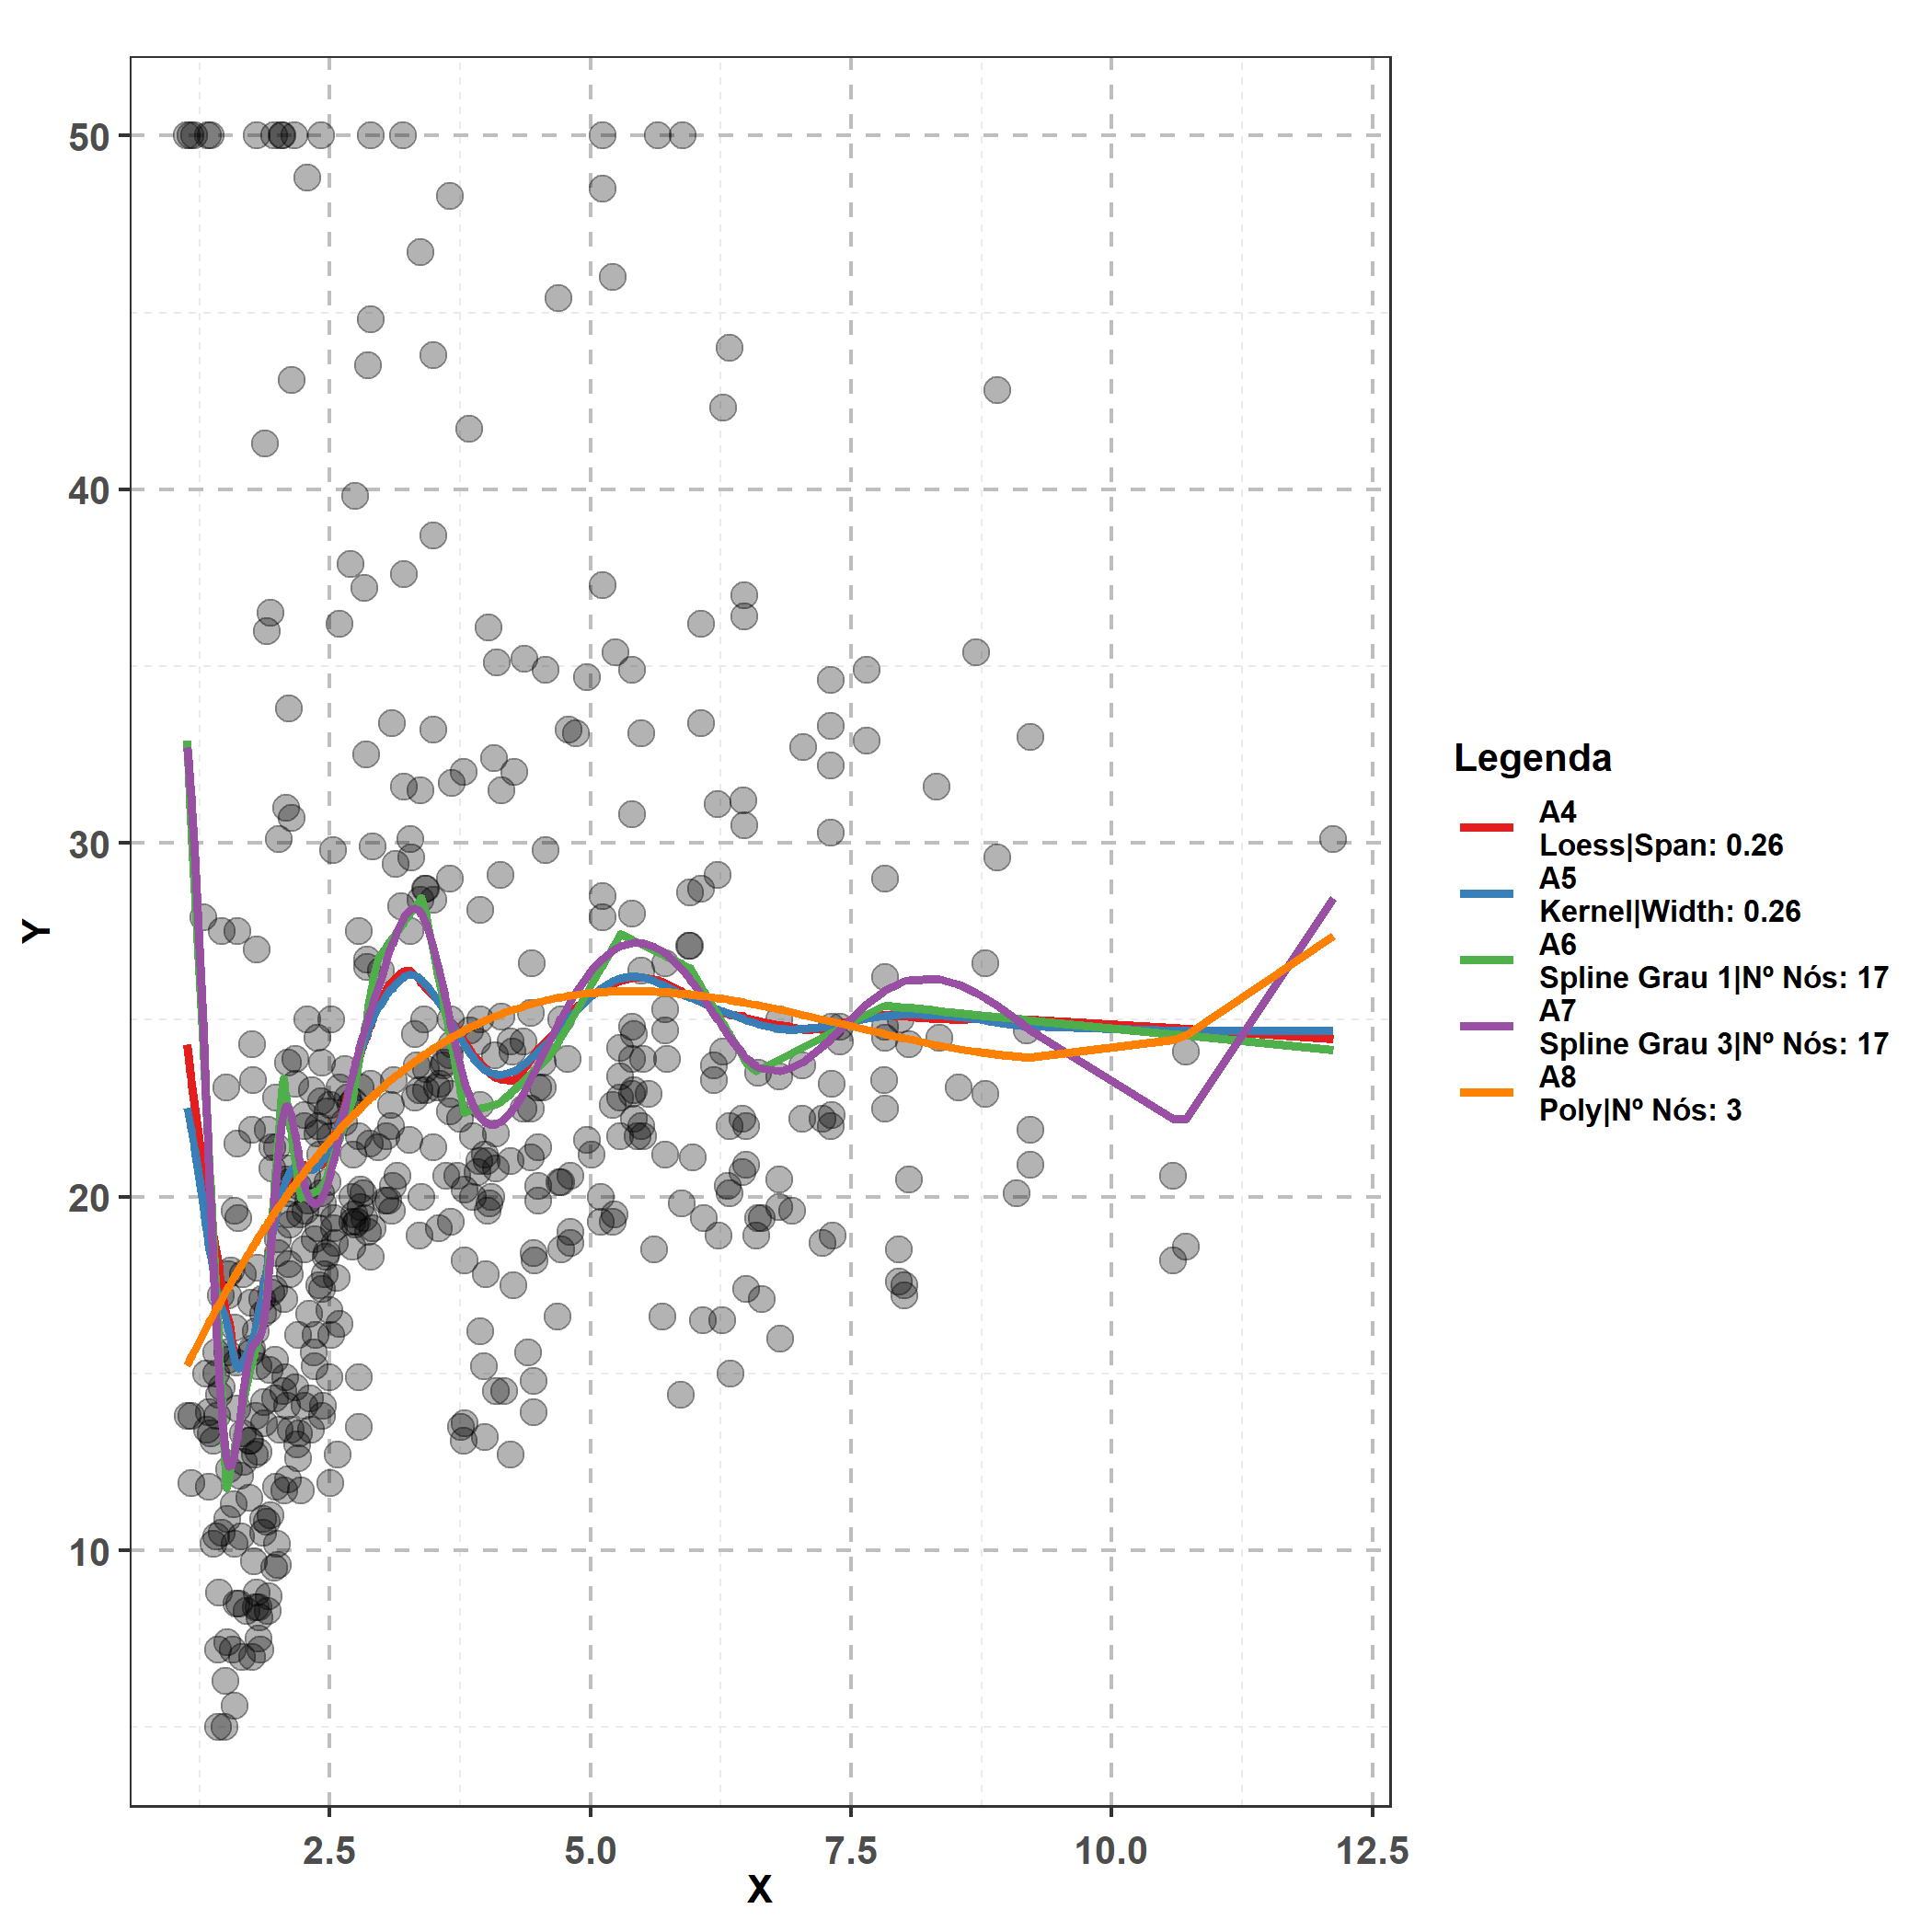 50
40
30
20
10
Y
2.5
5.0
7.5
10.0
12.5
X
Legenda
A4
Loess|Span: 0.26
A5
Kernel|Width: 0.26
A6
Spline Grau 1|Nº Nós: 17
A7
Spline Grau 3|Nº Nós: 17
A8
Poly|Nº Nós: 3